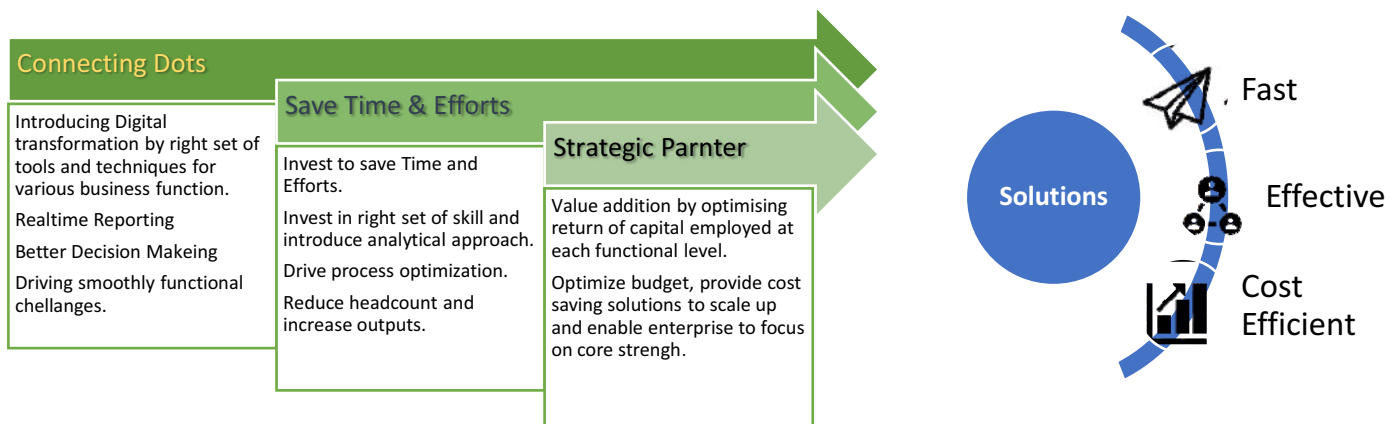 Connecting Dots
Introducing Digital
transformation by right set of
tools and techniques for
various business function.
Realtime Reporting
Better Decision Makeing
Driving smoothly functional
chellanges.
Save Time & Efforts
Invest to save Time and
Efforts.
Invest in right set of skill and
introduce analytical approach.
Drive process optimization.
Reduce headcount and
increase outputs.
Strategic Parnter
Value addition by optimising
return of capital employed at
each functional level.
Optimize budget, provide cost
saving solutions to scale up
and enable enterprise to focus
on core strengh.
Solutions
Fast
Effective
Cost
Efficient